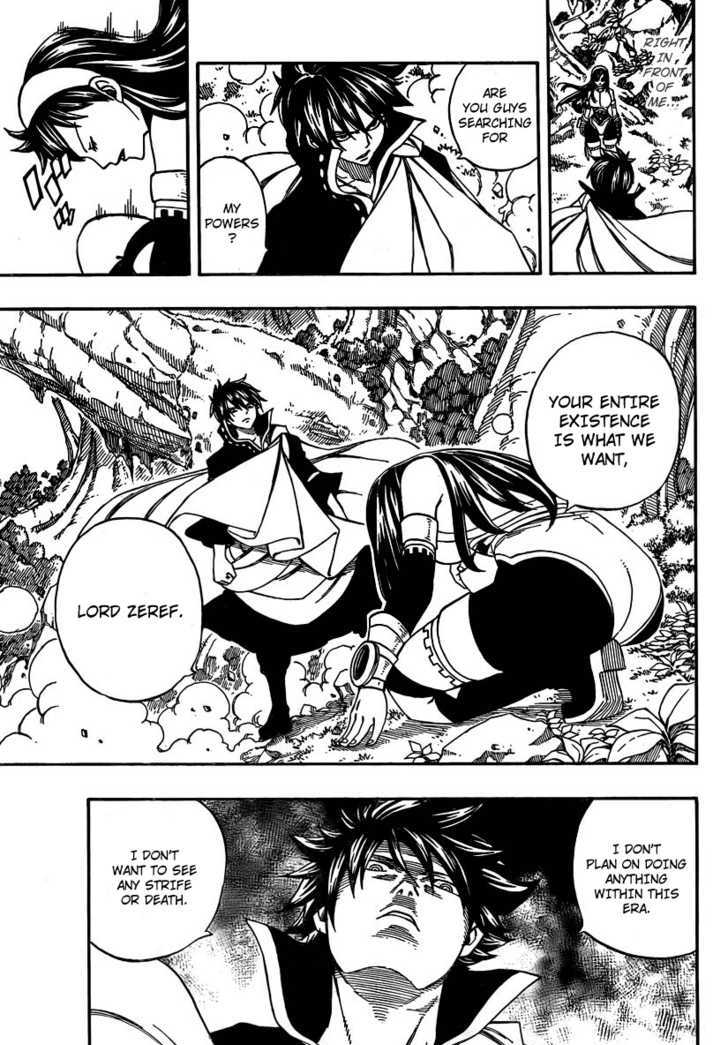 RIGHT
IN
FRONT
OF
ME...
ARE
YOU GUYS
SEARCHING
FOR
MY
POWERS
?
YOUR ENTIRE
EXISTENCE
IS WHAT WE
WANT,
LORD ZEREF.
I DON'T
PLAN ON DOING
ANYTHING
WITHIN THIS
ERA.
I DON'T
WANT TO SEE
ANY STRIFE
OR DEATH.